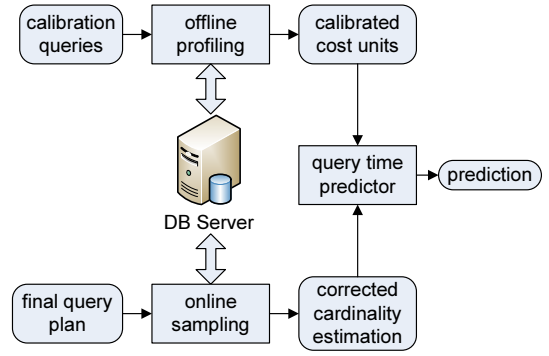 calibration
queries
offline
profiling
calibrated
cost units
DB Server
query time
predictor
prediction
final query
plan
online
sampling
corrected
cardinality
estimation